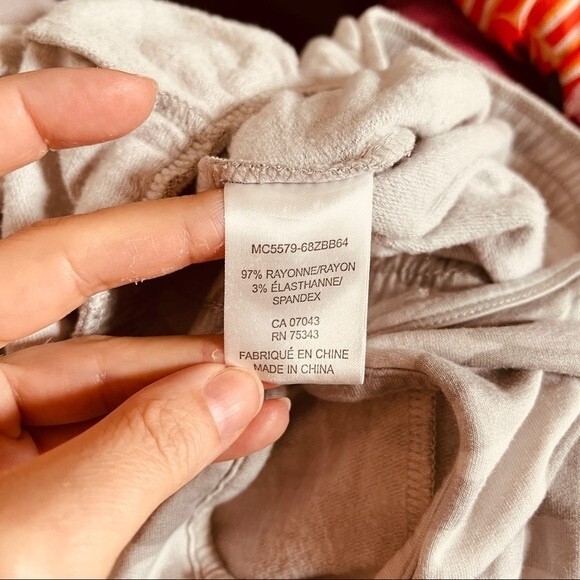 MC5579-68ZBB64
97% RAYONNE/RAYON
3% ÉLASTHANNE/
SPANDEX
CA 07043
RN 75343
FABRIQUÉ EN CHINE
MADE IN CHINA